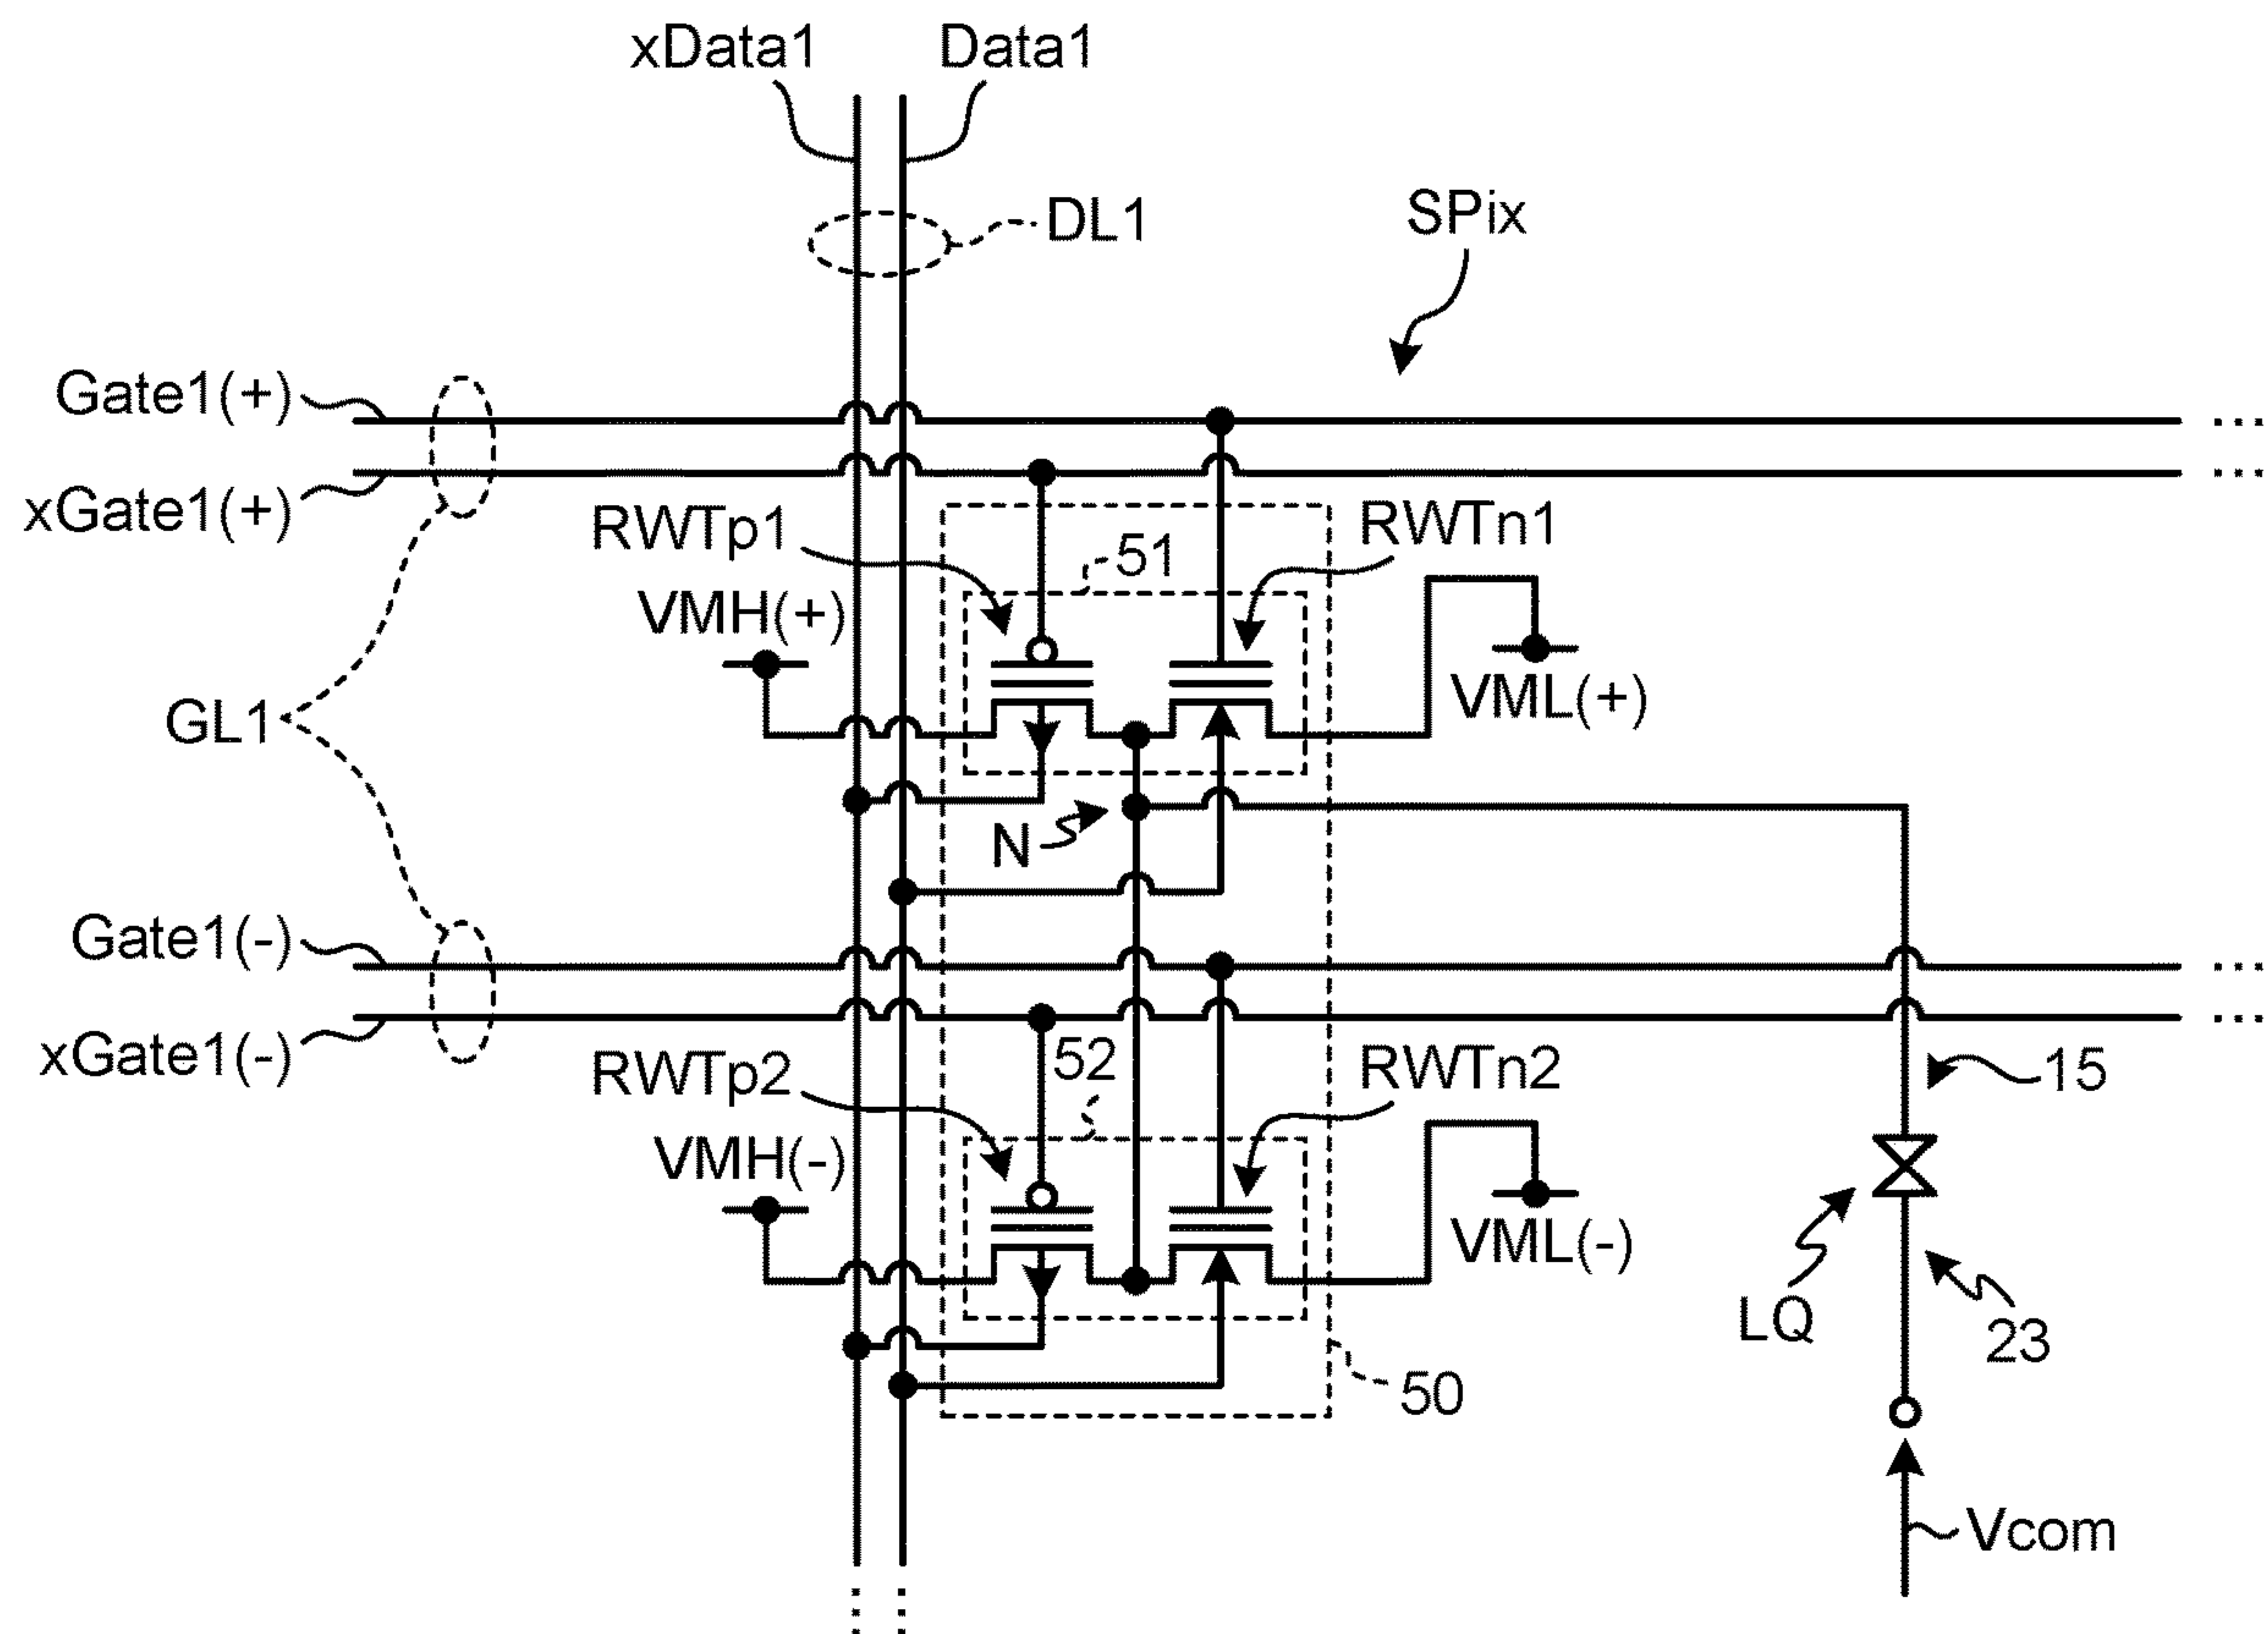 xData1
Data1
DL1
SPix
Gate1(+)
xGate1(+)
RWTp1
51
RWTn1
VMH(+)
VML(+)
GL1
N
Gate1(-)
xGate1(-)
RWTp2
52
RWTn2
15
VMH(-)
VML(-)
LQ
23
50
Vcom